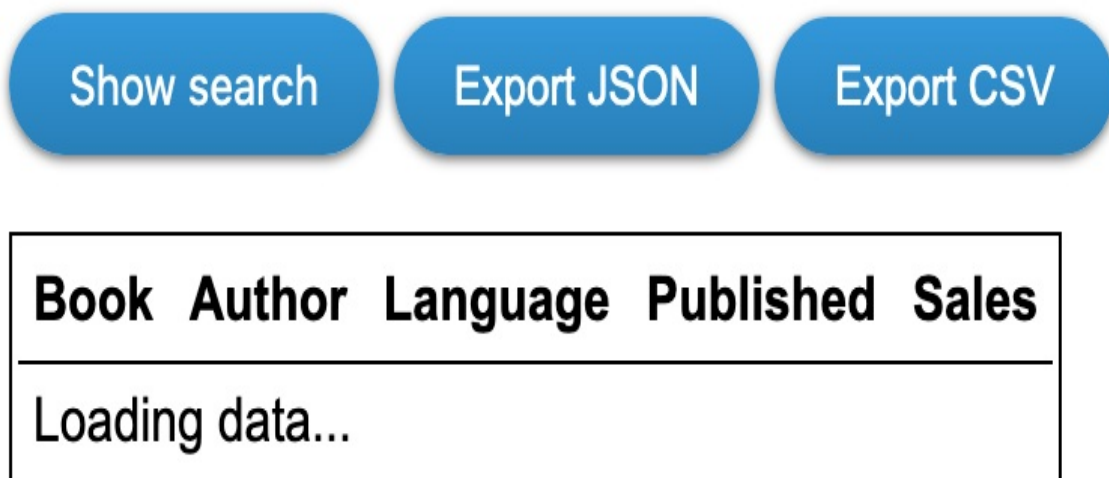 Show search Export JSON Export CSV
Book Author Language Published Sales
Loading data...